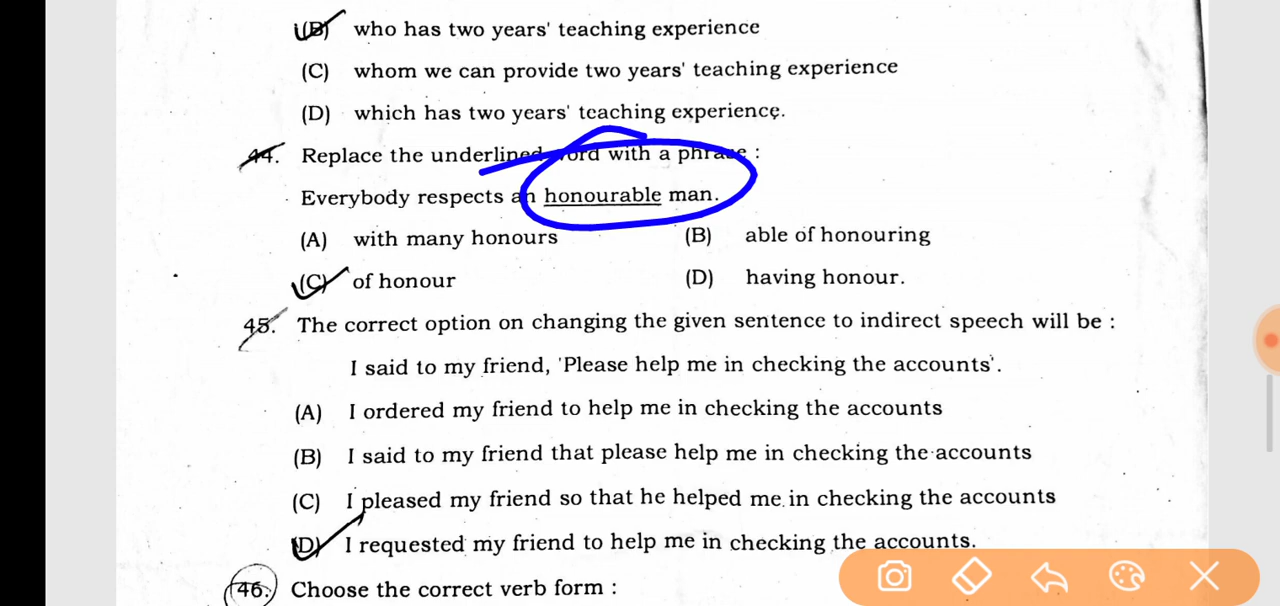 (B) who has two years' teaching experience
(C) whom we can provide two years' teaching experience
(D) which has two years' teaching experience.
44. Replace the underlined word with a phrase :
Everybody respects an honourable man.
(A) with many honours (B) able of honouring
(C) of honour (D) having honour.
45. The correct option on changing the given sentence to indirect speech will be :
I said to my friend, 'Please help me in checking the accounts'.
(A) I ordered my friend to help me in checking the accounts
(B) I said to my friend that please help me in checking the accounts
(C) I pleased my friend so that he helped me in checking the accounts
(D) I requested my friend to help me in checking the accounts.
46. Choose the correct verb form :